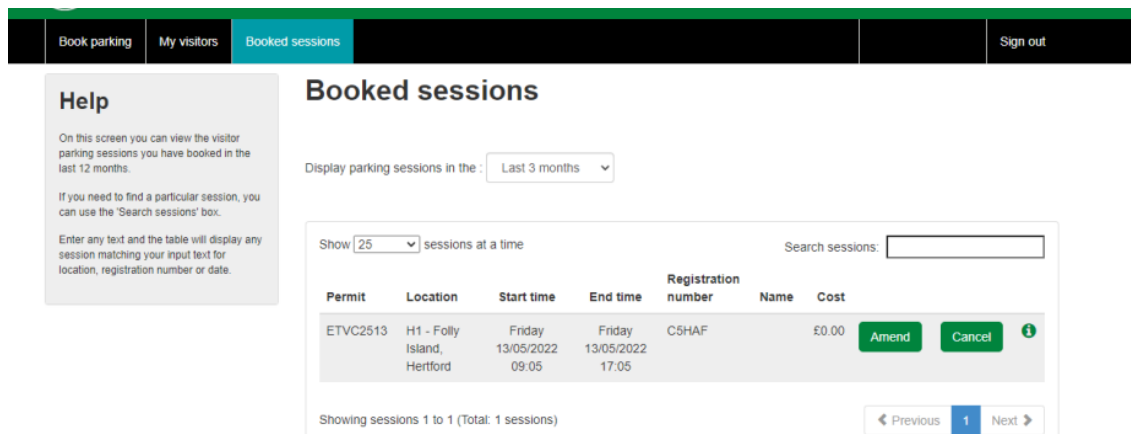 Book parking
My visitors
Booked sessions
Sign out
Help
On this screen you can view the visitor
parking sessions you have booked in the
last 12 months.
If you need to find a particular session, you
can use the 'Search sessions' box.
Enter any text and the table will display any
session matching your input text for
location, registration number or date.
Booked sessions
Display parking sessions in the : Last 3 months
Show 25 sessions at a time
Search sessions:
Permit Location Start time End time Registration number Name Cost
ETVC2513 H1 - Folly Friday Friday C5HAF £0.00 Amend Cancel
Island, 13/05/2022 13/05/2022
Hertford 09:05 17:05
Showing sessions 1 to 1 (Total: 1 sessions)
Previous 1 Next